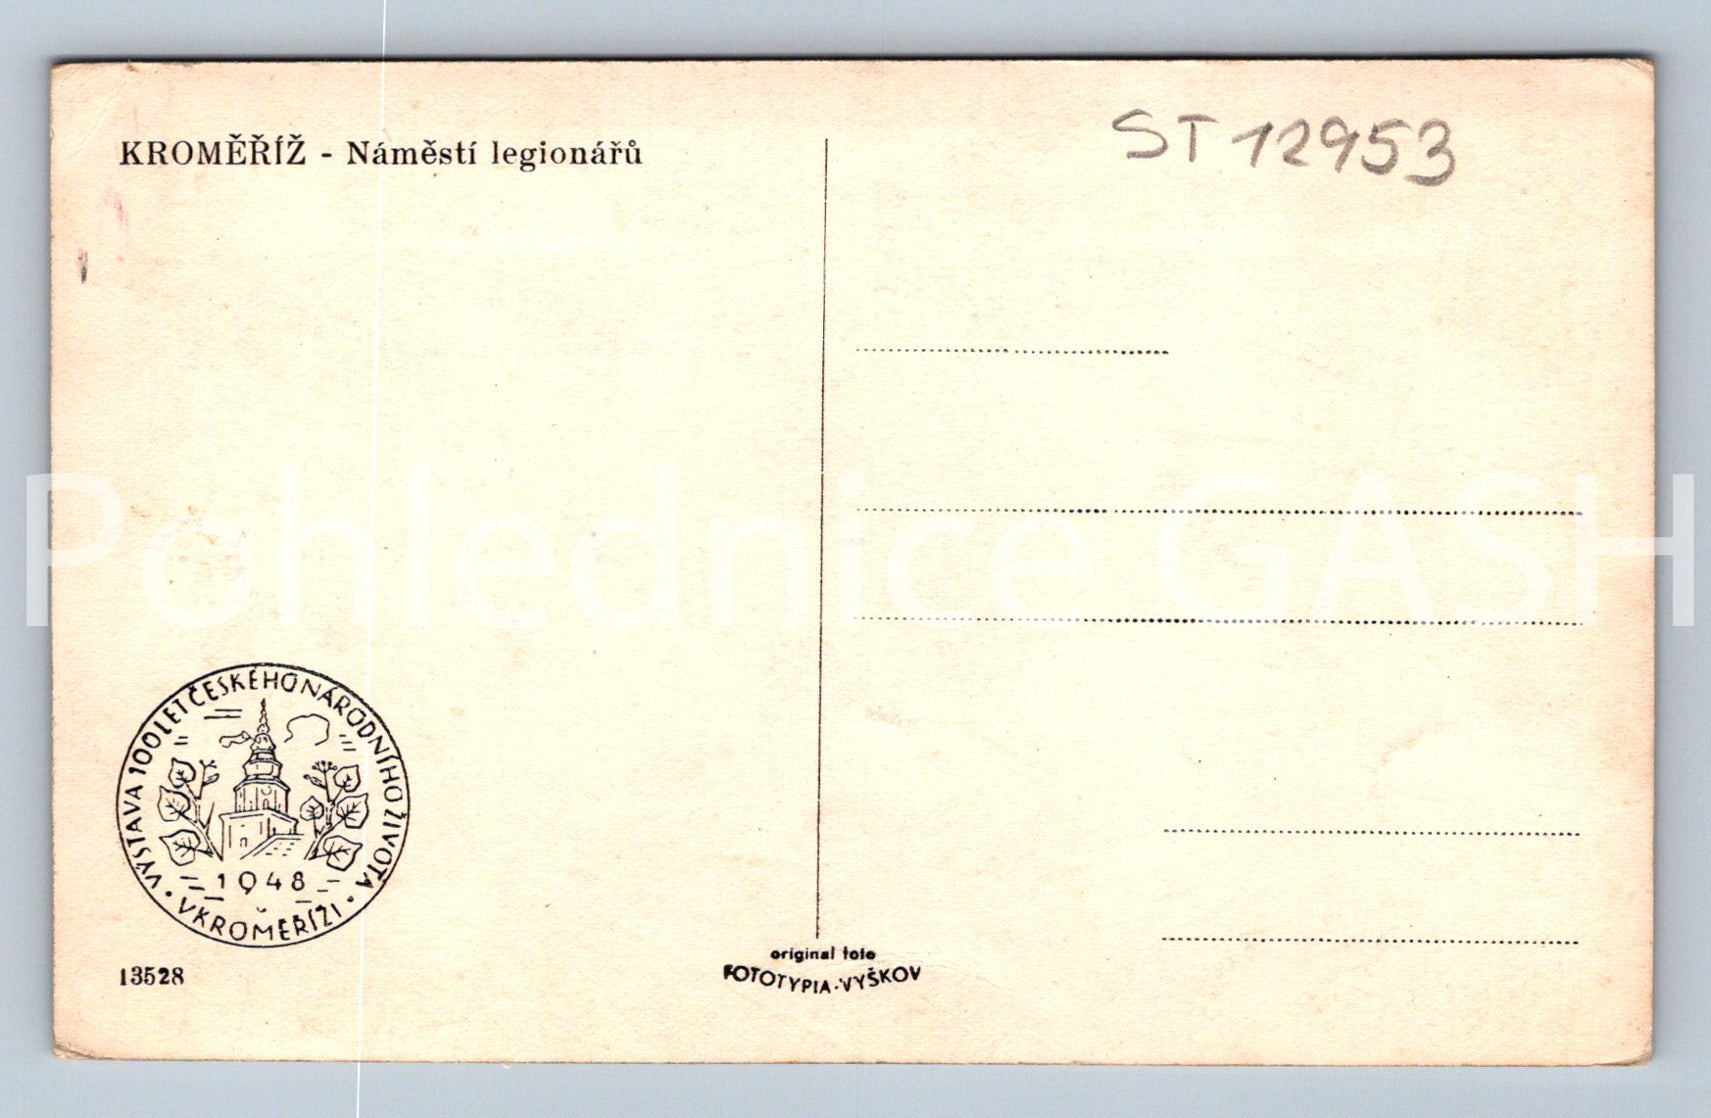 KROMĚŘÍŽ - Náměstí legionářů
ST 12953
Pohlednice GASH
VÝSTAVA 100 LET ČESKÉHO NÁRODNÍHO ŽIVOTA
1948
V KROMĚŘÍŽI
13528
original foto
FOTOTYPIA-VYŠKOV